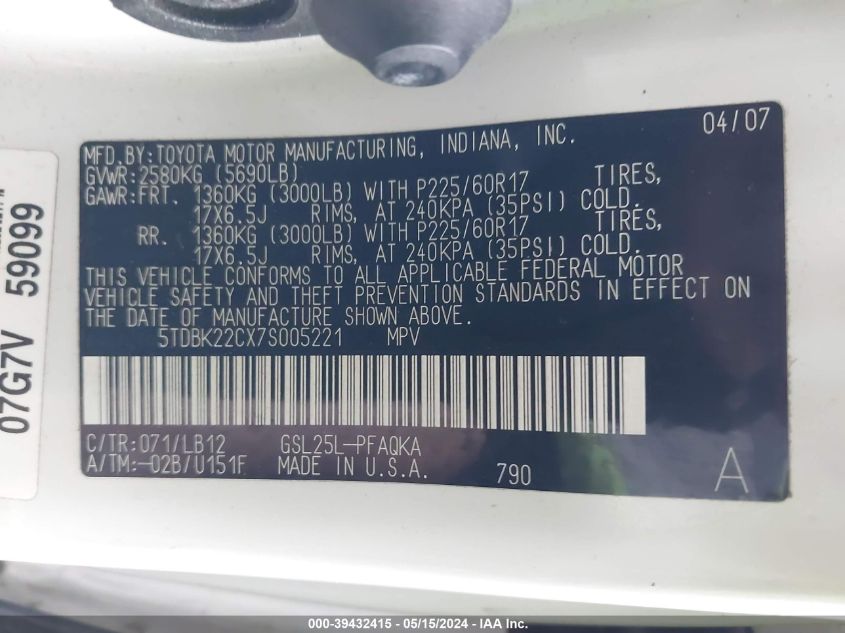 04/07
MFD.BY:TOYOTA MOTOR MANUFACTURING, INDIANA, INC.
GVWR:2580KG (5690LB)
GAWR:FRT. 1360KG (3000LB) WITH P225/60R17 TIRES,
17X6.5J RIMS, AT 240KPA (35PSI) COLD.
RR. 1360KG (3000LB) WITH P225/60R17 TIRES,
17X6.5J RIMS, AT 240KPA (35PSI) COLD.
THIS VEHICLE CONFORMS TO ALL APPLICABLE FEDERAL MOTOR
VEHICLE SAFETY AND THEFT PREVENTION STANDARDS IN EFFECT ON
THE DATE OF MANUFACTURE SHOWN ABOVE.
5TDBK22CX7S005221 MPV
C/TR:071/LB12 GSL25L-PFAQKA
A/TM:-02B/U151F MADE IN U.S.A. 790 A
07G7V 59099
000-39432415 - 05/15/2024 - IAA Inc.